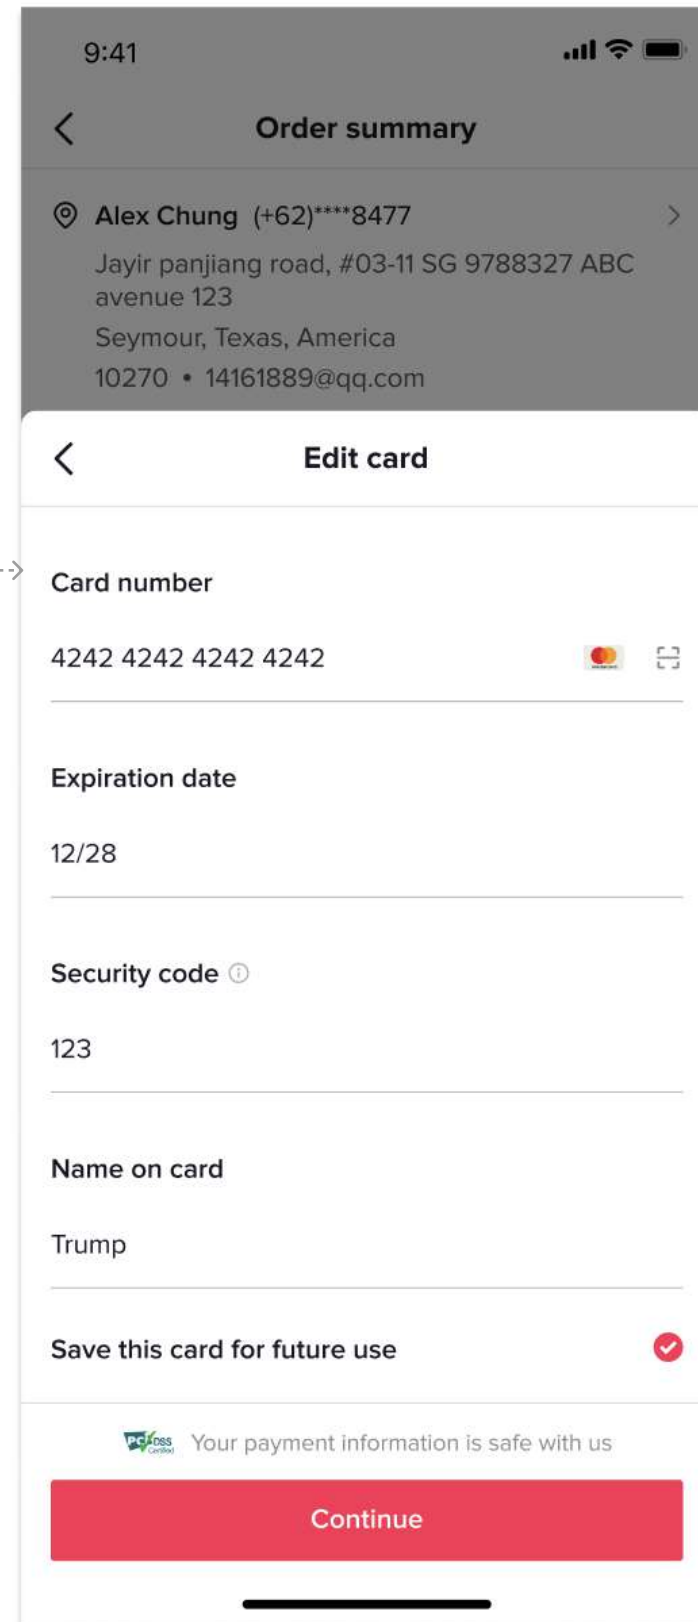 9:41
Order summary
Alex Chung (+62)****8477
Jayir panjiang road, #03-11 SG 9788327 ABC
avenue 123
Seymour, Texas, America
10270 • 14161889@qq.com
Edit card
Card number
4242 4242 4242 4242
Expiration date
12/28
Security code
123
Name on card
Trump
Save this card for future use
PCI DSS
Certified
Your payment information is safe with us
Continue